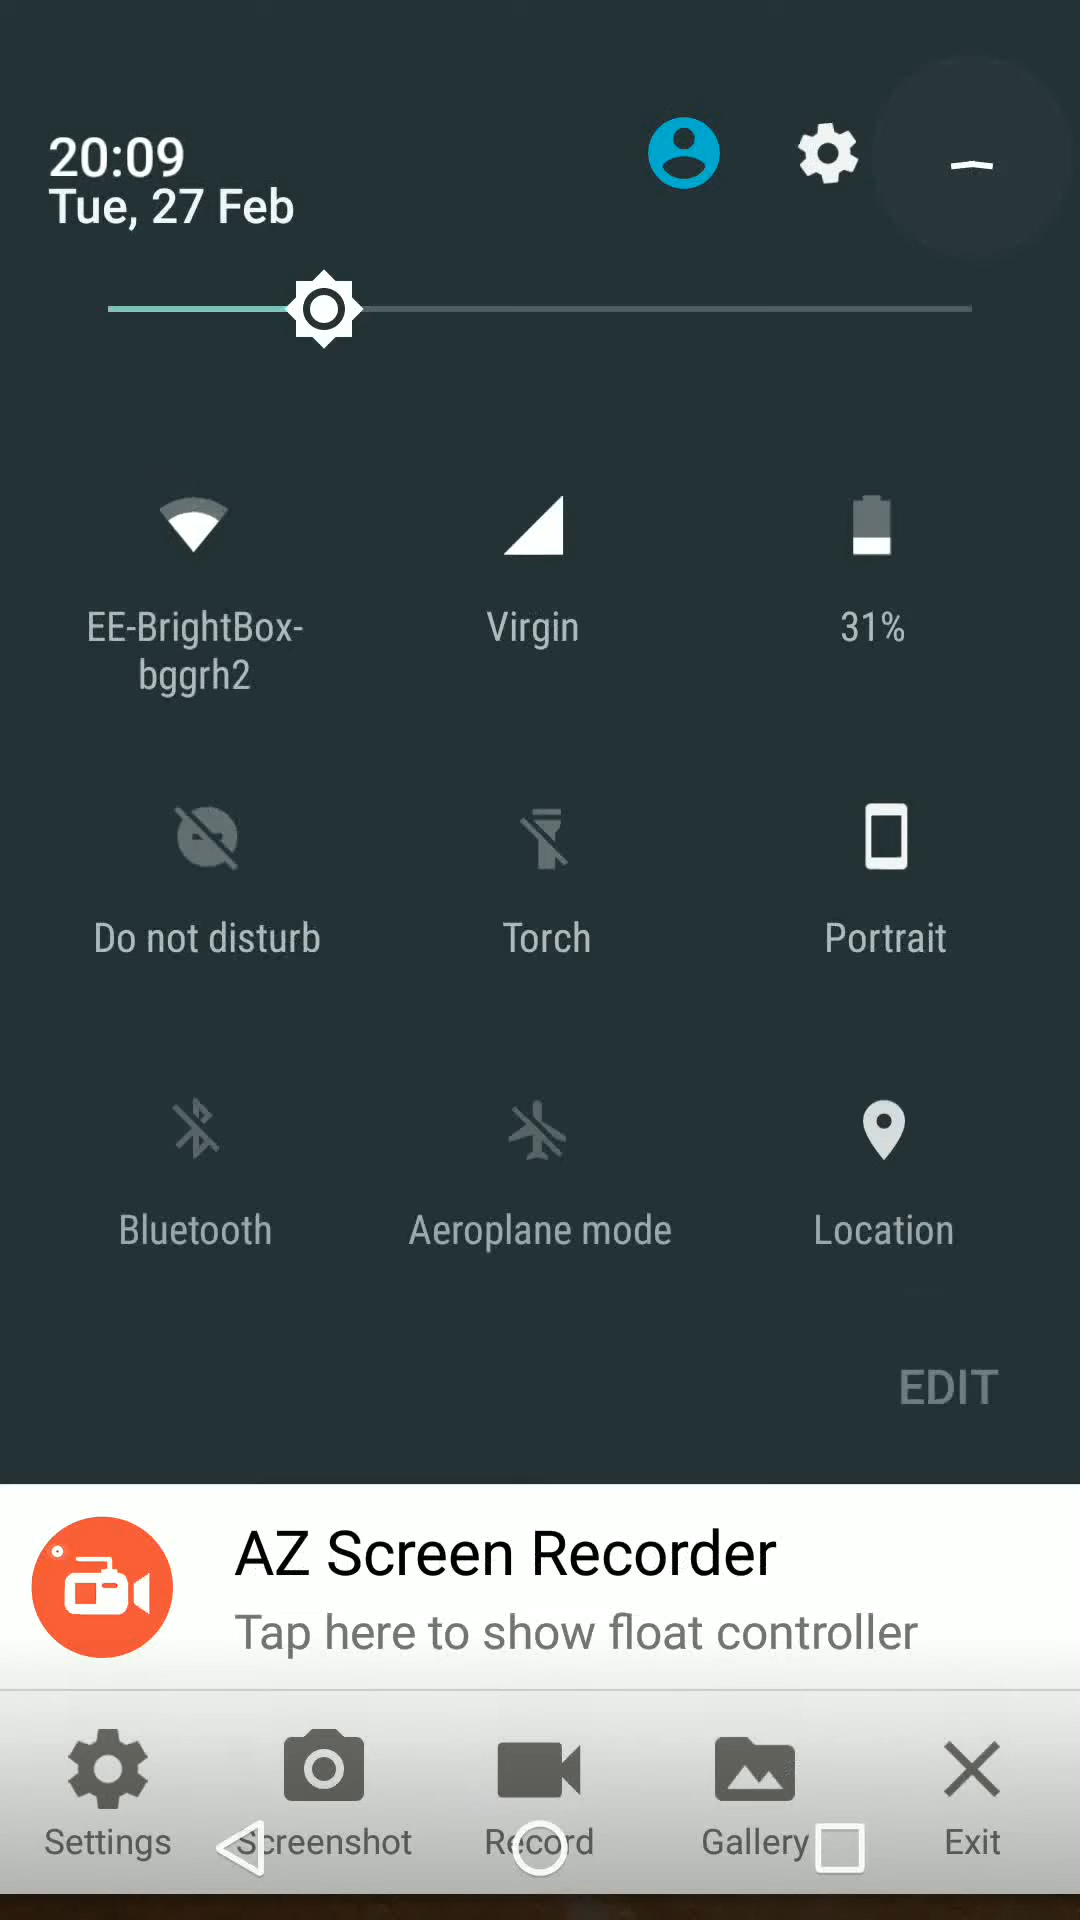 20:09
Tue, 27 Feb
EE-BrightBox-
bggrh2
Virgin
31%
Do not disturb
Torch
Portrait
Bluetooth
Aeroplane mode
Location
EDIT
AZ Screen Recorder
Tap here to show float controller
Settings
Screenshot
Record
Gallery
Exit